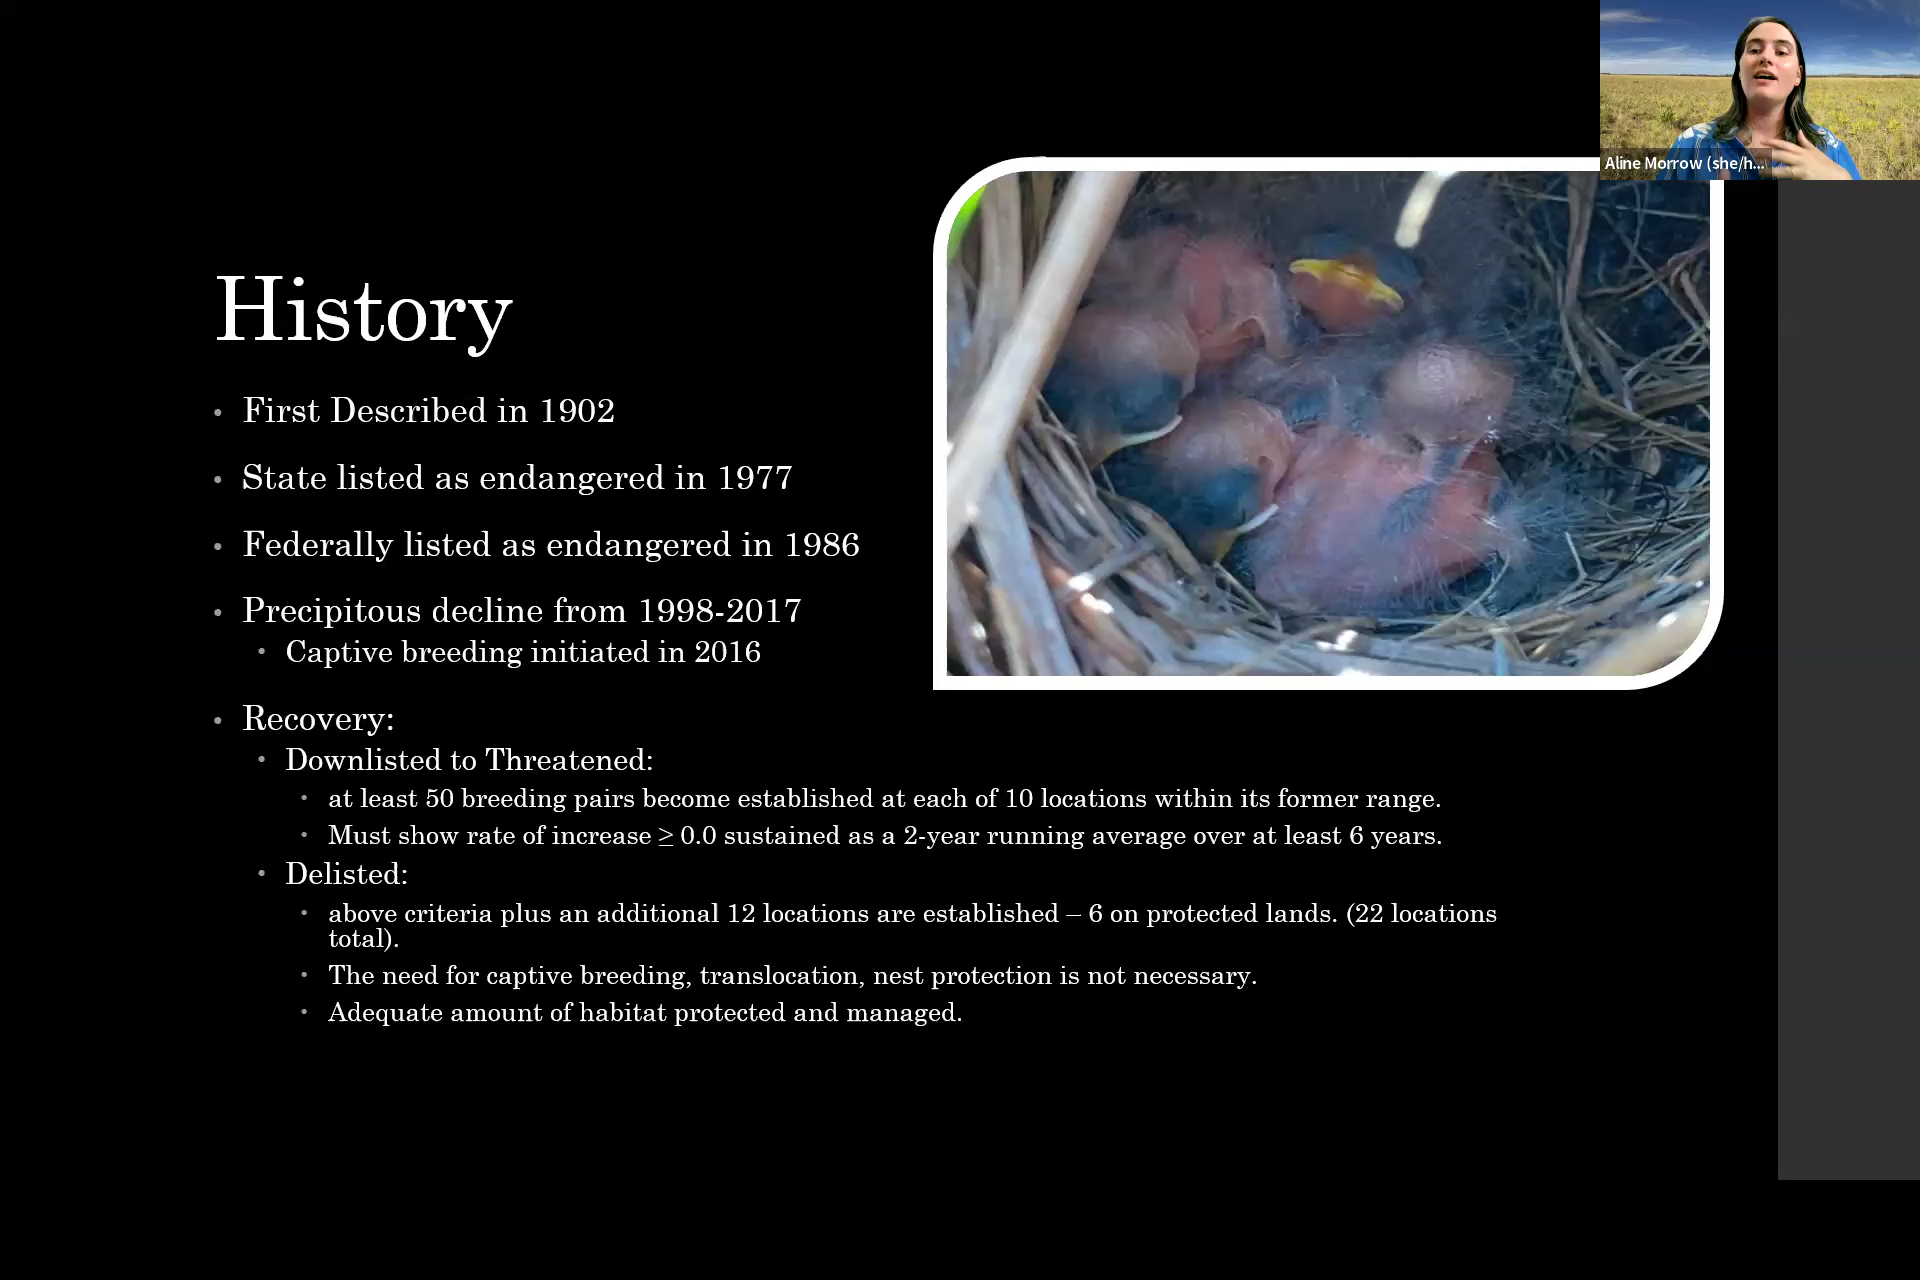 Aline Morrow (she/h...
History
• First Described in 1902
• State listed as endangered in 1977
• Federally listed as endangered in 1986
• Precipitous decline from 1998-2017
• Captive breeding initiated in 2016
• Recovery:
• Downlisted to Threatened:
• at least 50 breeding pairs become established at each of 10 locations within its former range.
• Must show rate of increase ≥ 0.0 sustained as a 2-year running average over at least 6 years.
• Delisted:
• above criteria plus an additional 12 locations are established – 6 on protected lands. (22 locations
total).
• The need for captive breeding, translocation, nest protection is not necessary.
• Adequate amount of habitat protected and managed.